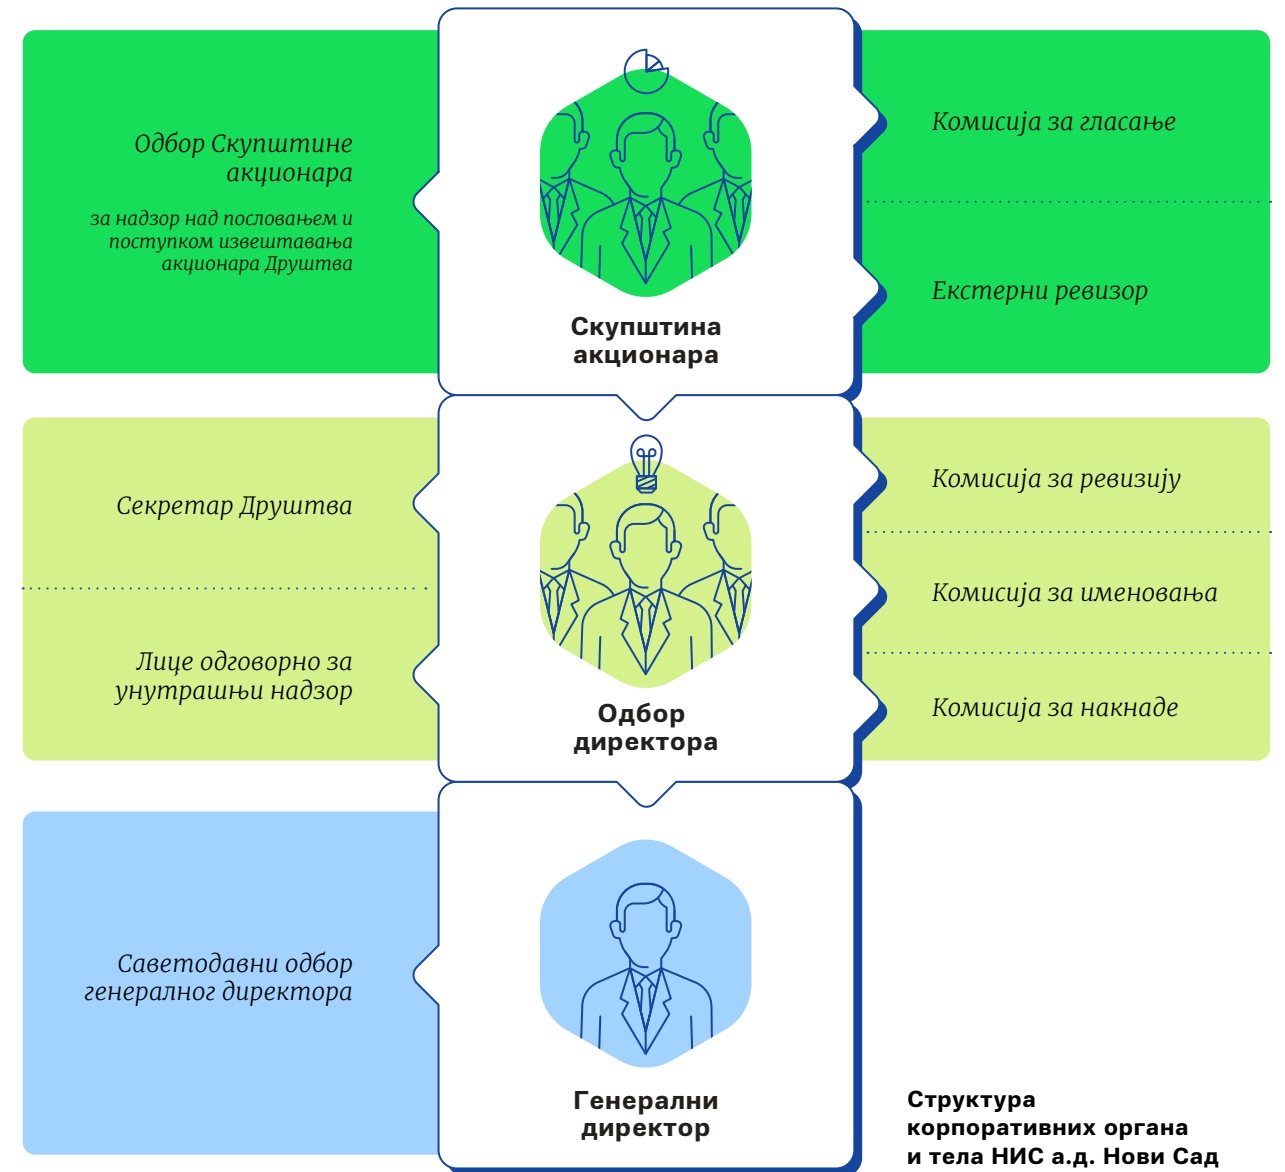 Одбор Скупштине
акционара
за надзор над пословањем и
поступком извештавања
акционара Друштва
Скупштина
акционара
Комисија за гласање
Екстерни ревизор
Секретар Друштва
Лице одговорно за
унутрашњи надзор
Одбор
директора
Комисија за ревизију
Комисија за именовања
Комисија за накнаде
Саветодавни одбор
генералног директора
Генерални
директор
Структура
корпоративних органа
и тела НИС а.д. Нови Сад